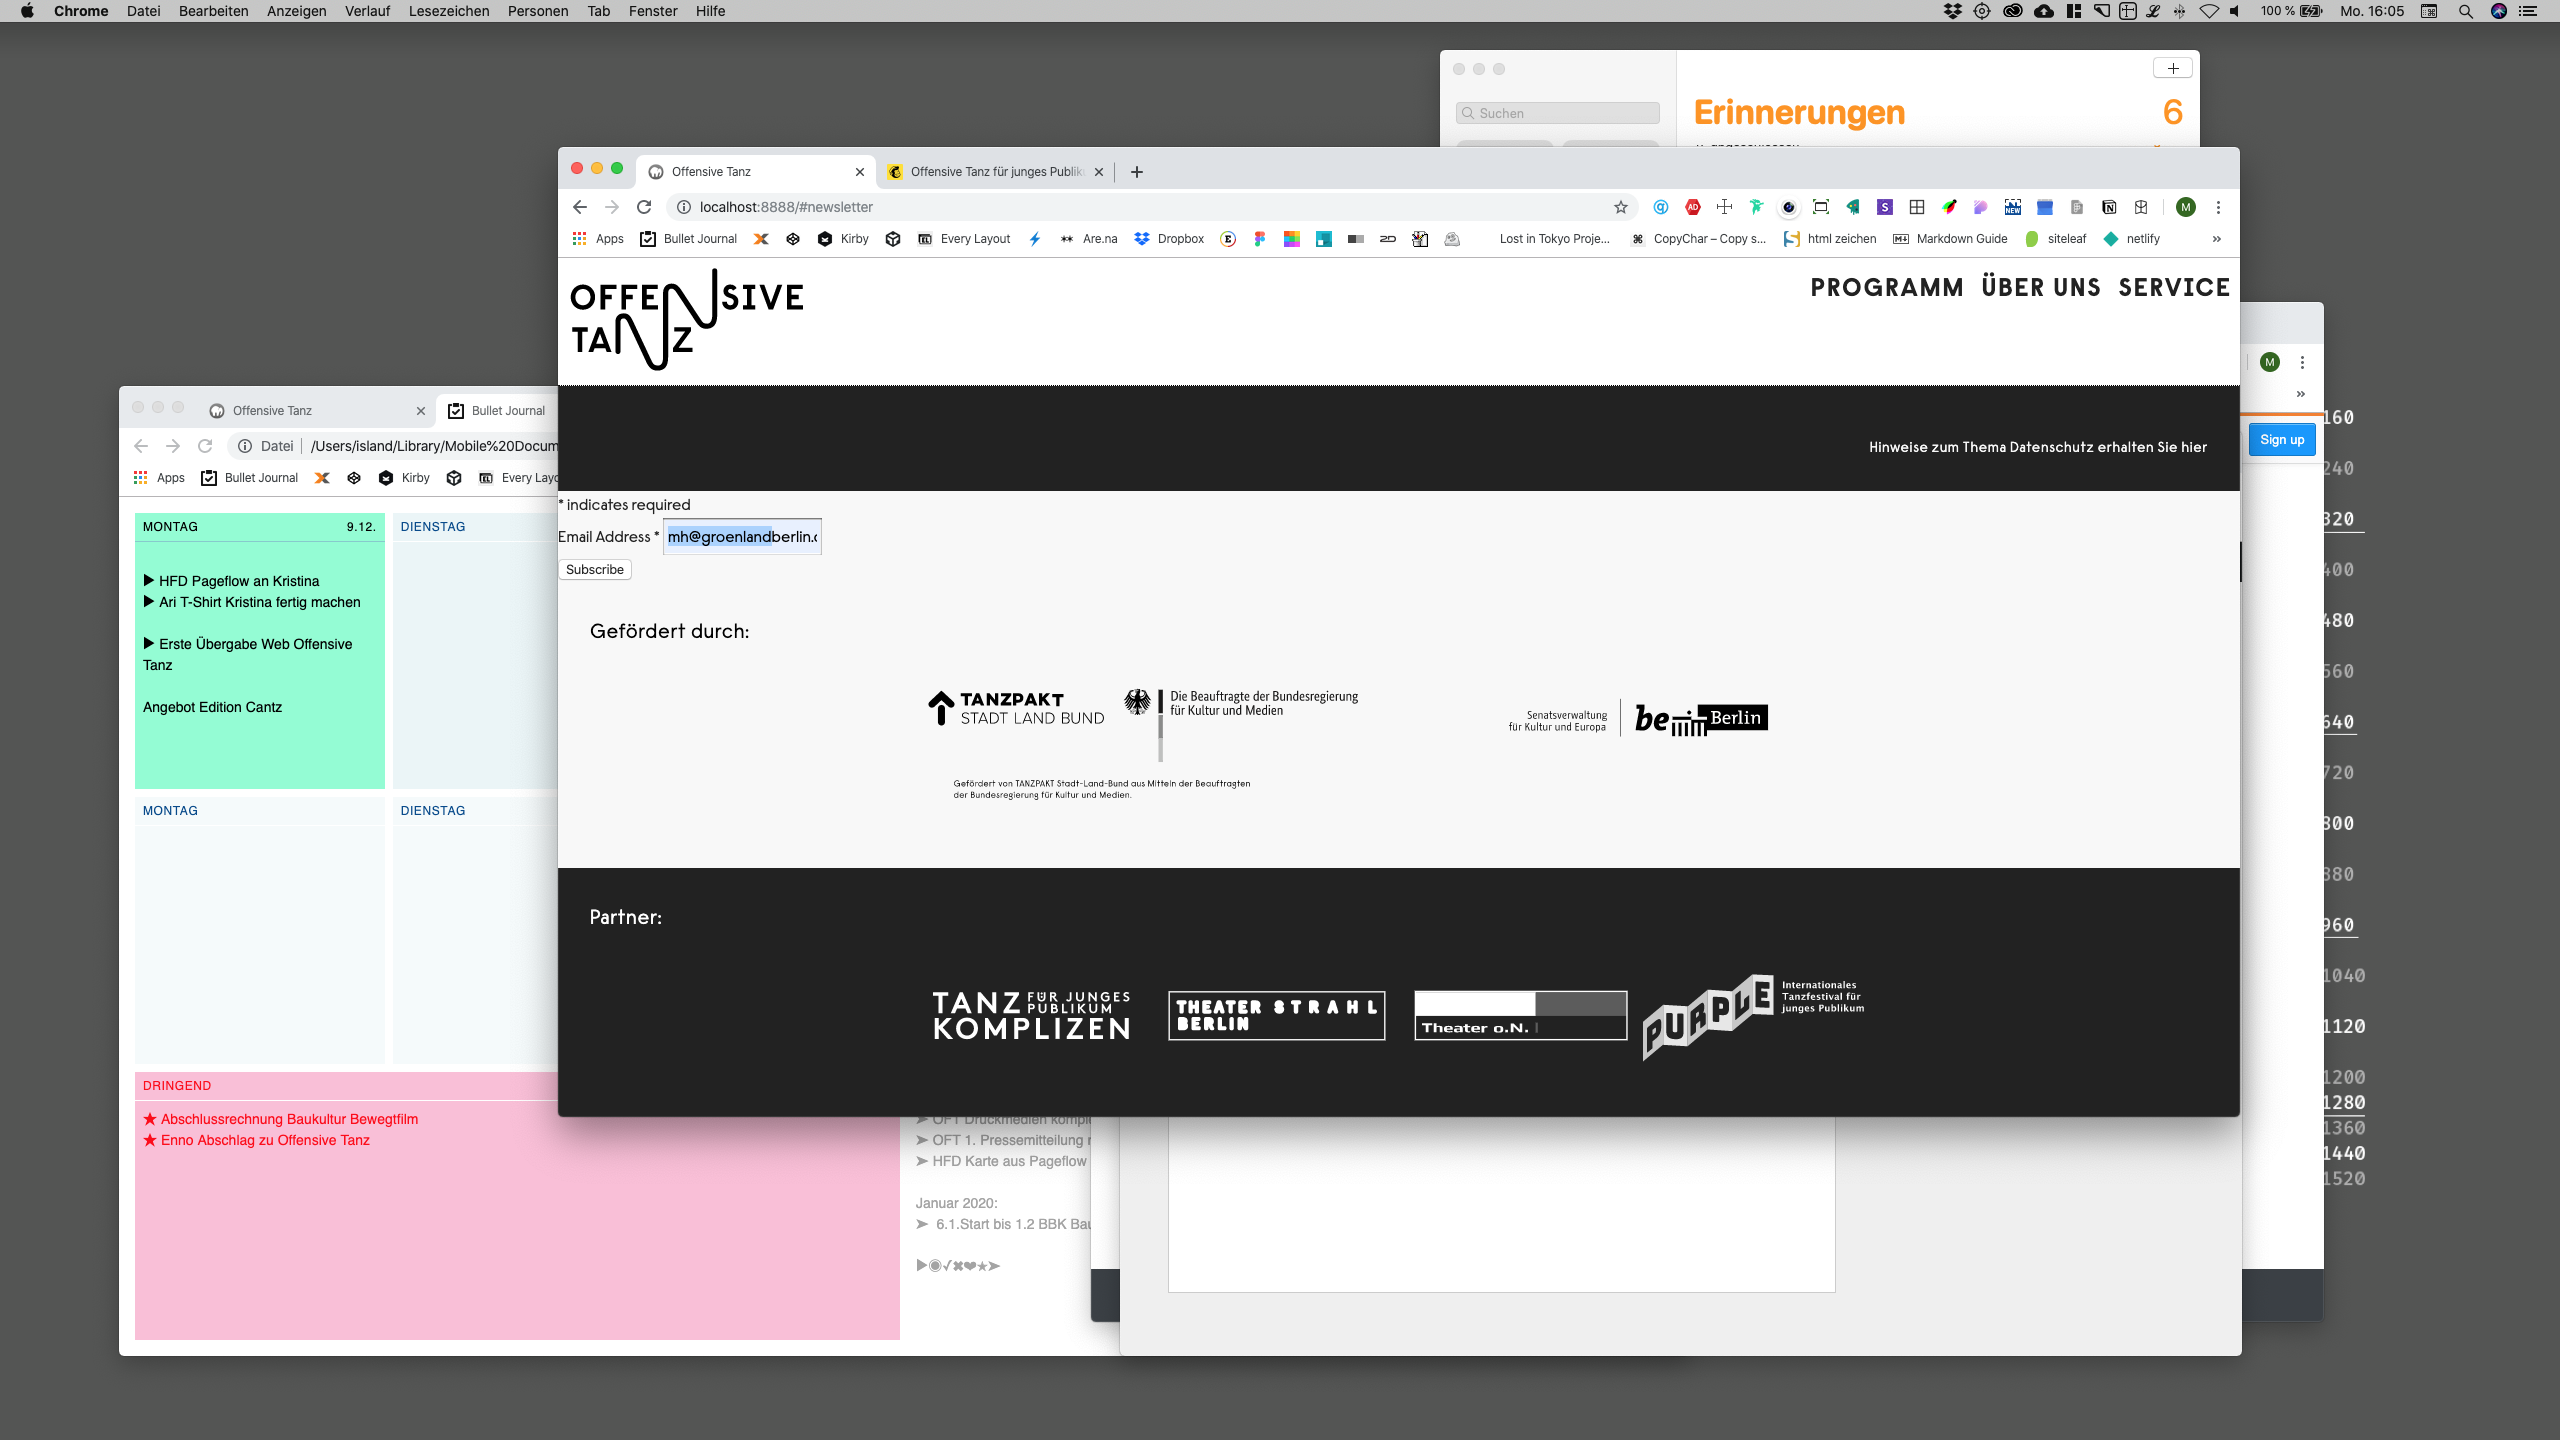 Chrome Datei Bearbeiten Anzeigen Verlauf Lesezeichen Personen Tab Fenster Hilfe
100 % Mo. 16:05
Suchen
Erinnerungen 6
Offensive Tanz
Offensive Tanz für junges Publik
localhost:8888/#newsletter
AD S NEW M
Apps Bullet Journal Kirby Every Layout Are.na Dropbox Lost in Tokyo Proje... CopyChar – Copy s... html zeichen Markdown Guide siteleaf netlify »
OFFENSIVE
TANZ
PROGRAMM ÜBER UNS SERVICE
Hinweise zum Thema Datenschutz erhalten Sie hier
* indicates required
Email Address * mh@groenlandberlin.
Subscribe
Gefördert durch:
TANZPAKT
STADT LAND BUND
Die Beauftragte der Bundesregierung
für Kultur und Medien
Senatsverwaltung
für Kultur und Europa
be Berlin
Gefördert von TANZPAKT Stadt-Land-Bund aus Mitteln der Beauftragten
der Bundesregierung für Kultur und Medien.
Partner:
TANZ FÜR JUNGES
PUBLIKUM
KOMPLIZEN
THEATER STRAHL
BERLIN
Theater o.N.
PURPLE
Internationales
Tanzfestival für
junges Publikum
Offensive Tanz
Bullet Journal
Datei /Users/island/Library/Mobile%20Docum
Apps Bullet Journal Kirby Every Layo
MONTAG 9.12.
DIENSTAG
▶ HFD Pageflow an Kristina
▶ Ari T-Shirt Kristina fertig machen
▶ Erste Übergabe Web Offensive
Tanz
Angebot Edition Cantz
MONTAG
DIENSTAG
DRINGEND
★ Abschlussrechnung Baukultur Bewegtfilm
★ Enno Abschlag zu Offensive Tanz
➤ OFT Druckmedien kompl
➤ OFT 1. Pressemitteilung
➤ HFD Karte aus Pageflow
Januar 2020:
➤ 6.1.Start bis 1.2 BBK Bau
▶◉✓✖❤★➤
M
»
Sign up
160
240
320
400
480
560
640
720
800
880
960
1040
1120
1200
1280
1360
1440
1520